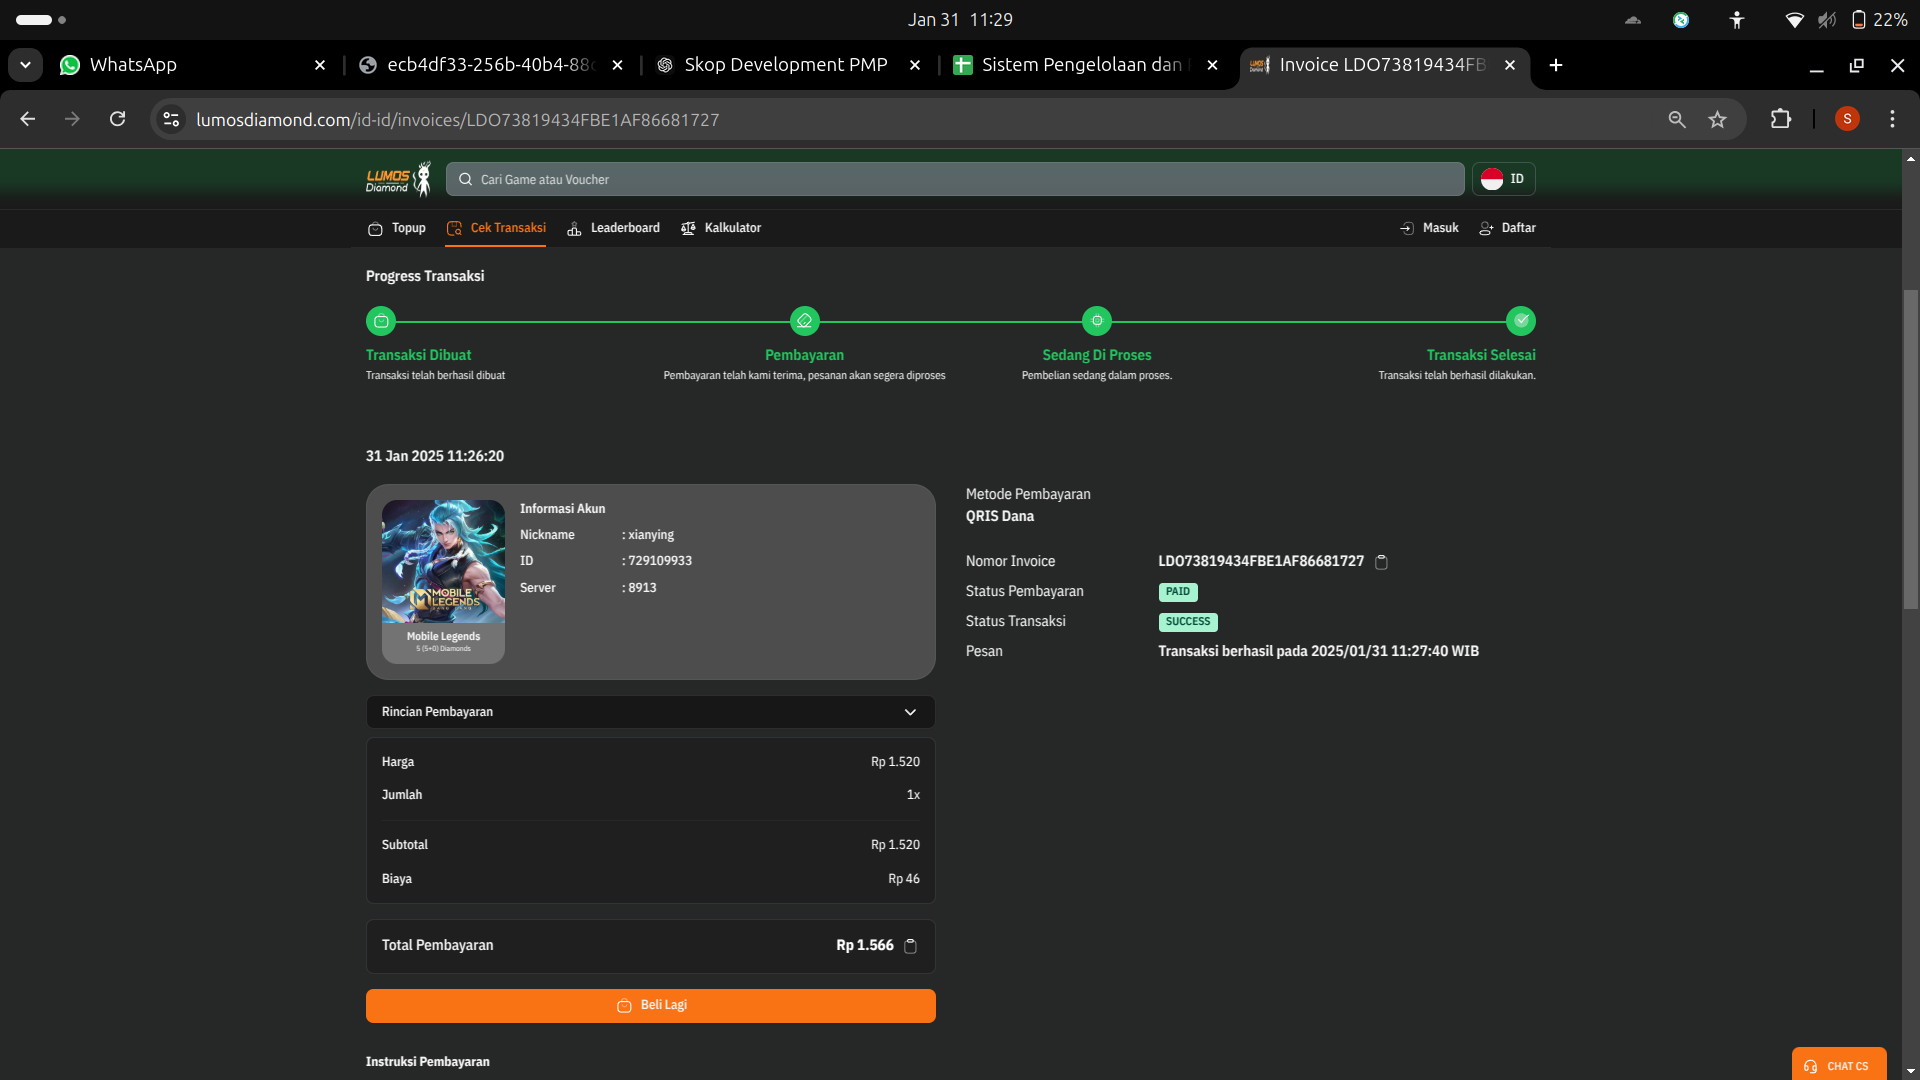 Jan 31 11:29
22%
WhatsApp
ecb4df33-256b-40b4-88
Skop Development PMP
Sistem Pengelolaan dan
Invoice LDO73819434FB
lumosdiamond.com/id-id/invoices/LDO73819434FBE1AF86681727
S
LUMOS
Diamond
Cari Game atau Voucher
ID
Topup
Cek Transaksi
Leaderboard
Kalkulator
Masuk
Daftar
Progress Transaksi
Transaksi Dibuat
Transaksi telah berhasil dibuat
Pembayaran
Pembayaran telah kami terima, pesanan akan segera diproses
Sedang Di Proses
Pembelian sedang dalam proses.
Transaksi Selesai
Transaksi telah berhasil dilakukan.
31 Jan 2025 11:26:20
MOBILE
LEGENDS
Mobile Legends
5 (5+0) Diamonds
Informasi Akun
Nickname : xianying
ID : 729109933
Server : 8913
Metode Pembayaran
QRIS Dana
Nomor Invoice LDO73819434FBE1AF86681727
Status Pembayaran PAID
Status Transaksi SUCCESS
Pesan Transaksi berhasil pada 2025/01/31 11:27:40 WIB
Rincian Pembayaran
Harga Rp 1.520
Jumlah 1x
Subtotal Rp 1.520
Biaya Rp 46
Total Pembayaran Rp 1.566
Beli Lagi
Instruksi Pembayaran
CHAT CS